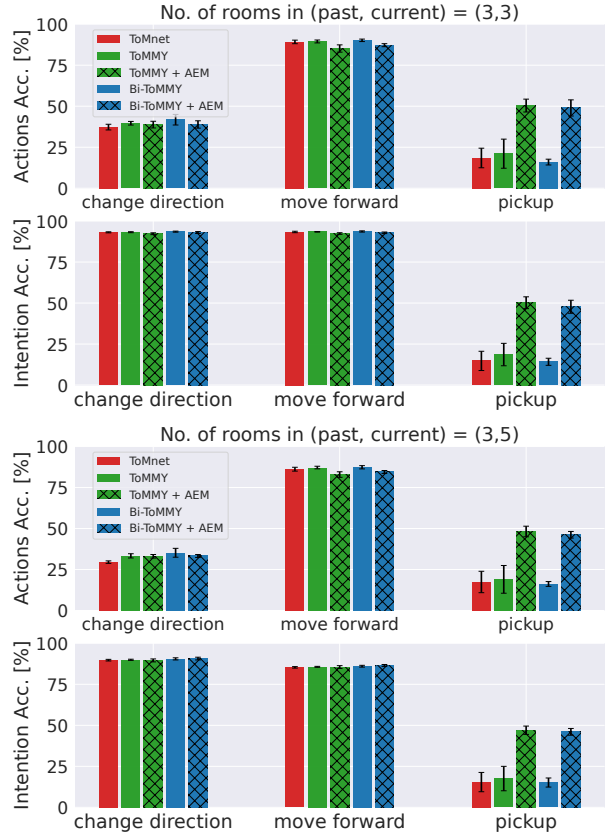 No. of rooms in (past, current) = (3,3)
Actions Acc. [%]
100
75
50
25
0
ToMnet
ToMMY
ToMMY + AEM
Bi-ToMMY
Bi-ToMMY + AEM
change direction
move forward
pickup
Intention Acc. [%]
100
75
50
25
0
change direction
move forward
pickup
No. of rooms in (past, current) = (3,5)
Actions Acc. [%]
100
75
50
25
0
ToMnet
ToMMY
ToMMY + AEM
Bi-ToMMY
Bi-ToMMY + AEM
change direction
move forward
pickup
Intention Acc. [%]
100
75
50
25
0
change direction
move forward
pickup